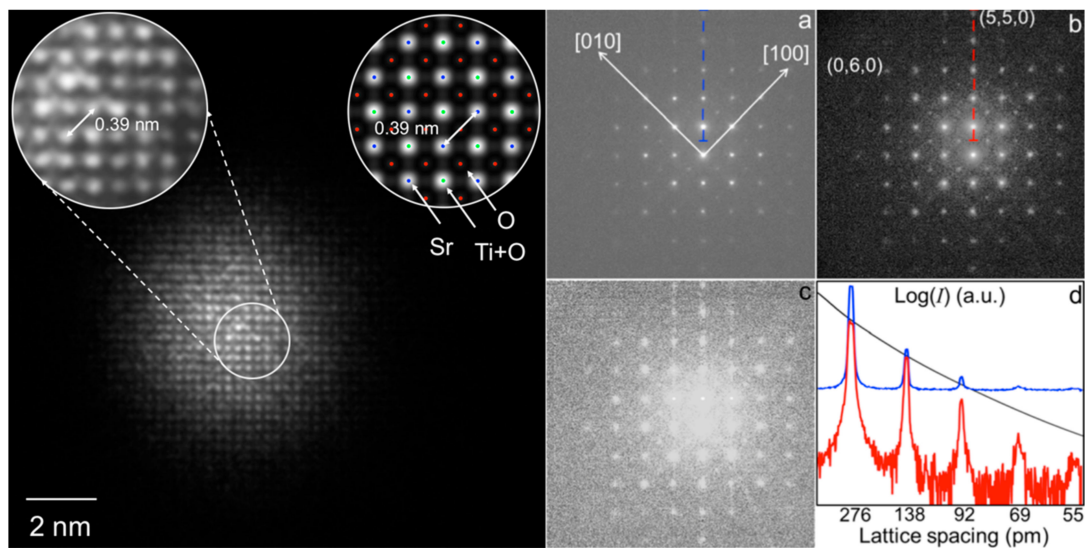 0.39 nm
0.39 nm
O
Sr
Ti+O
2 nm
a
[010]
[100]
b
(5,5,0)
(0,6,0)
c
d
Log(I) (a.u.)
276 138 92 69 55
Lattice spacing (pm)